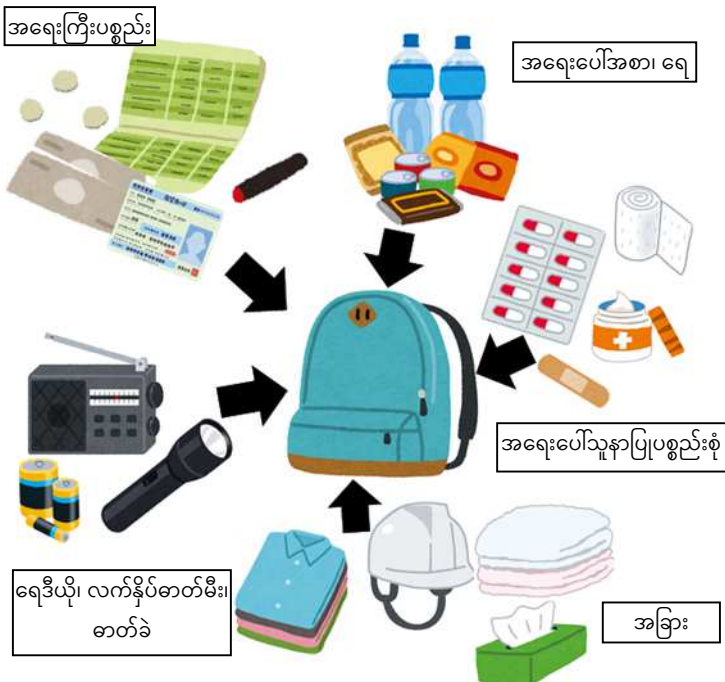 အရေးကြီးပစ္စည်း
အရေးပေါ်အစာ၊ ရေ
အရေးပေါ်သူနာပြုပစ္စည်းစုံ
ရေဒီယို၊ လက်နှိပ်ဓာတ်မီး၊
ဓာတ်ခဲ
အခြား